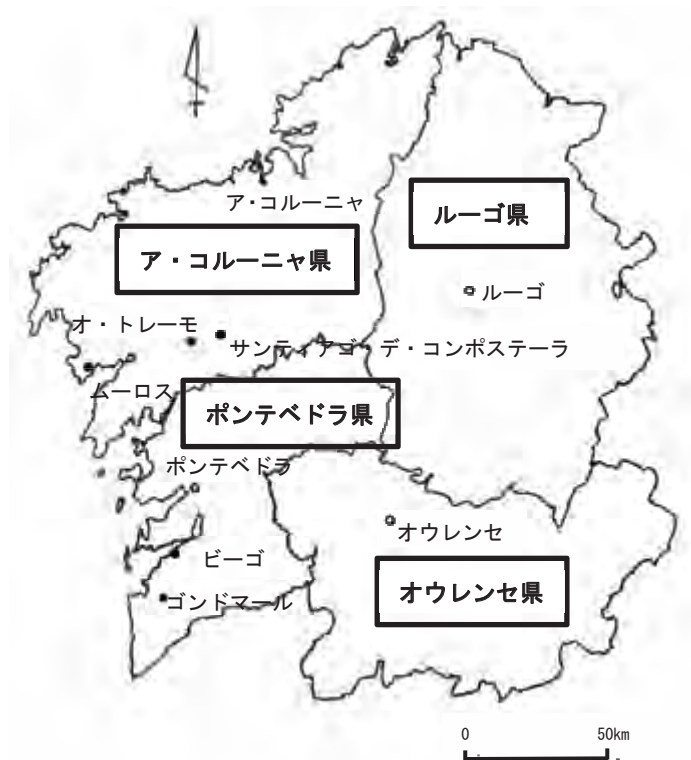 ア・コルーニャ
ルーゴ県
ア・コルーニャ県
ルーゴ
オ・トレーモ
サンティアゴ・デ・コンポステーラ
ムーロス
ポンテベドラ県
ポンテベドラ
オウレンセ
ビーゴ
オウレンセ県
ゴンドマール
0 50km